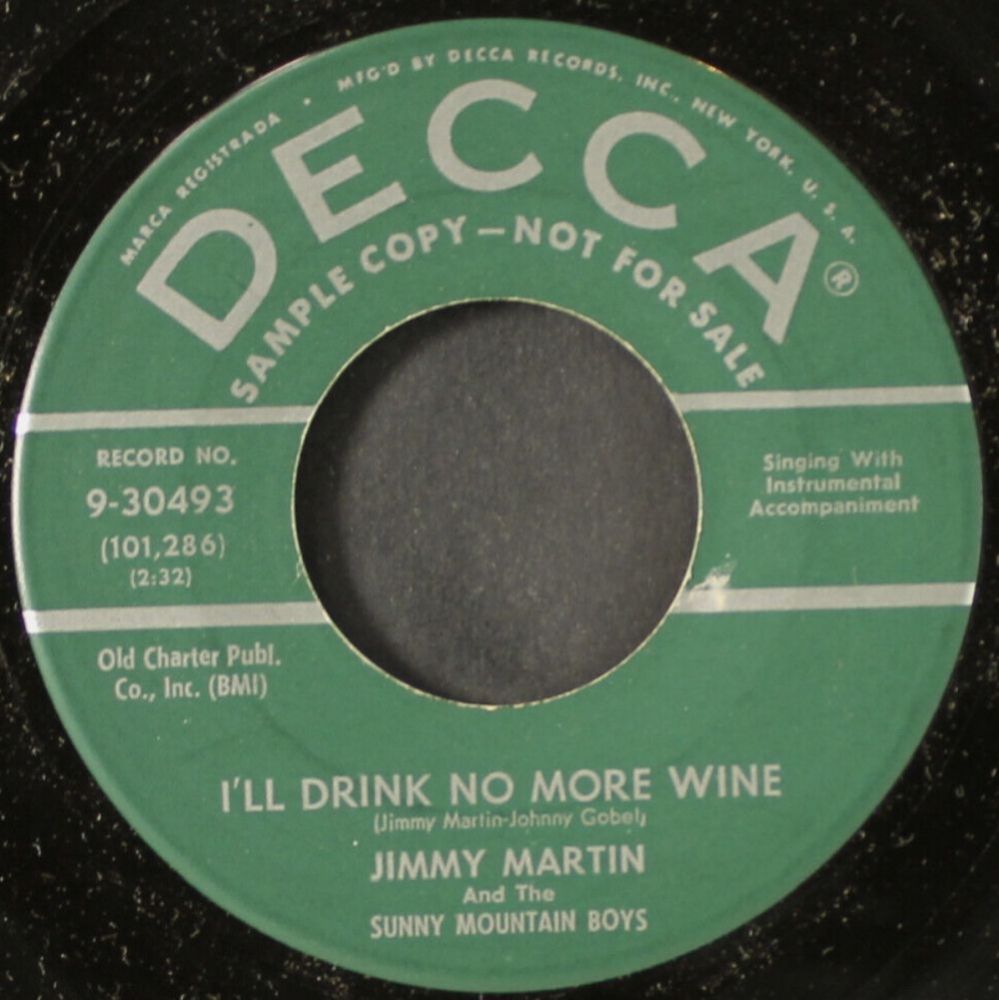 MARCA REGISTRADA • MFG'D BY DECCA RECORDS, INC., NEW YORK, U. S. A.
DECCA®
SAMPLE COPY—NOT FOR SALE
RECORD NO.
9-30493
(101,286)
(2:32)
Singing With
Instrumental
Accompaniment
Old Charter Publ.
Co., Inc. (BMI)
I'LL DRINK NO MORE WINE
(Jimmy Martin-Johnny Gobel)
JIMMY MARTIN
And The
SUNNY MOUNTAIN BOYS